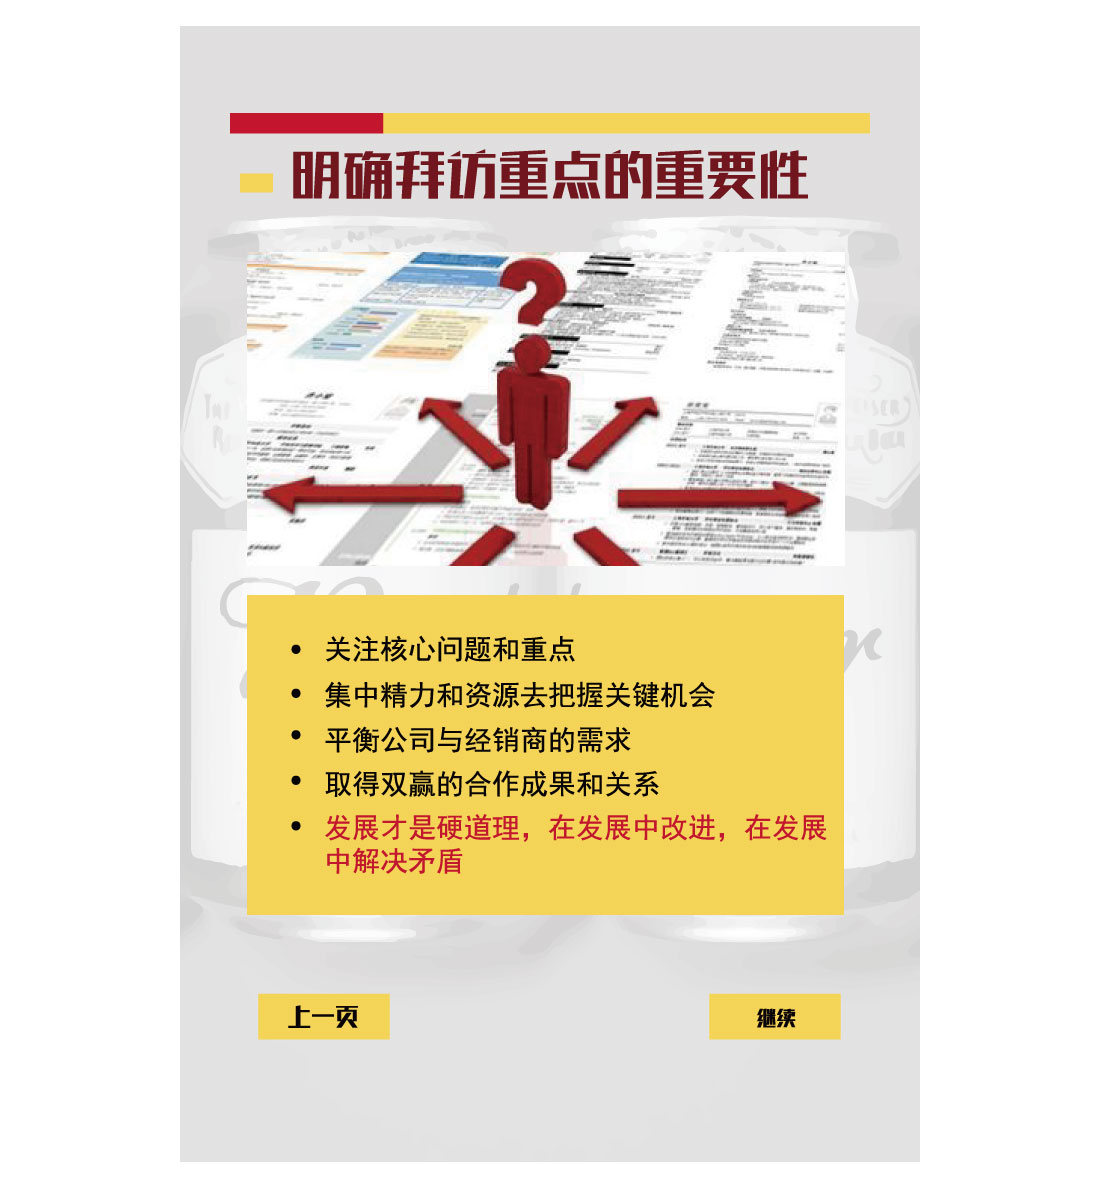 明确拜访重点的重要性
• 关注核心问题和重点
• 集中精力和资源去把握关键机会
• 平衡公司与经销商的需求
• 取得双赢的合作成果和关系
• 发展才是硬道理，在发展中改进，在发展
中解决矛盾
上一页
继续